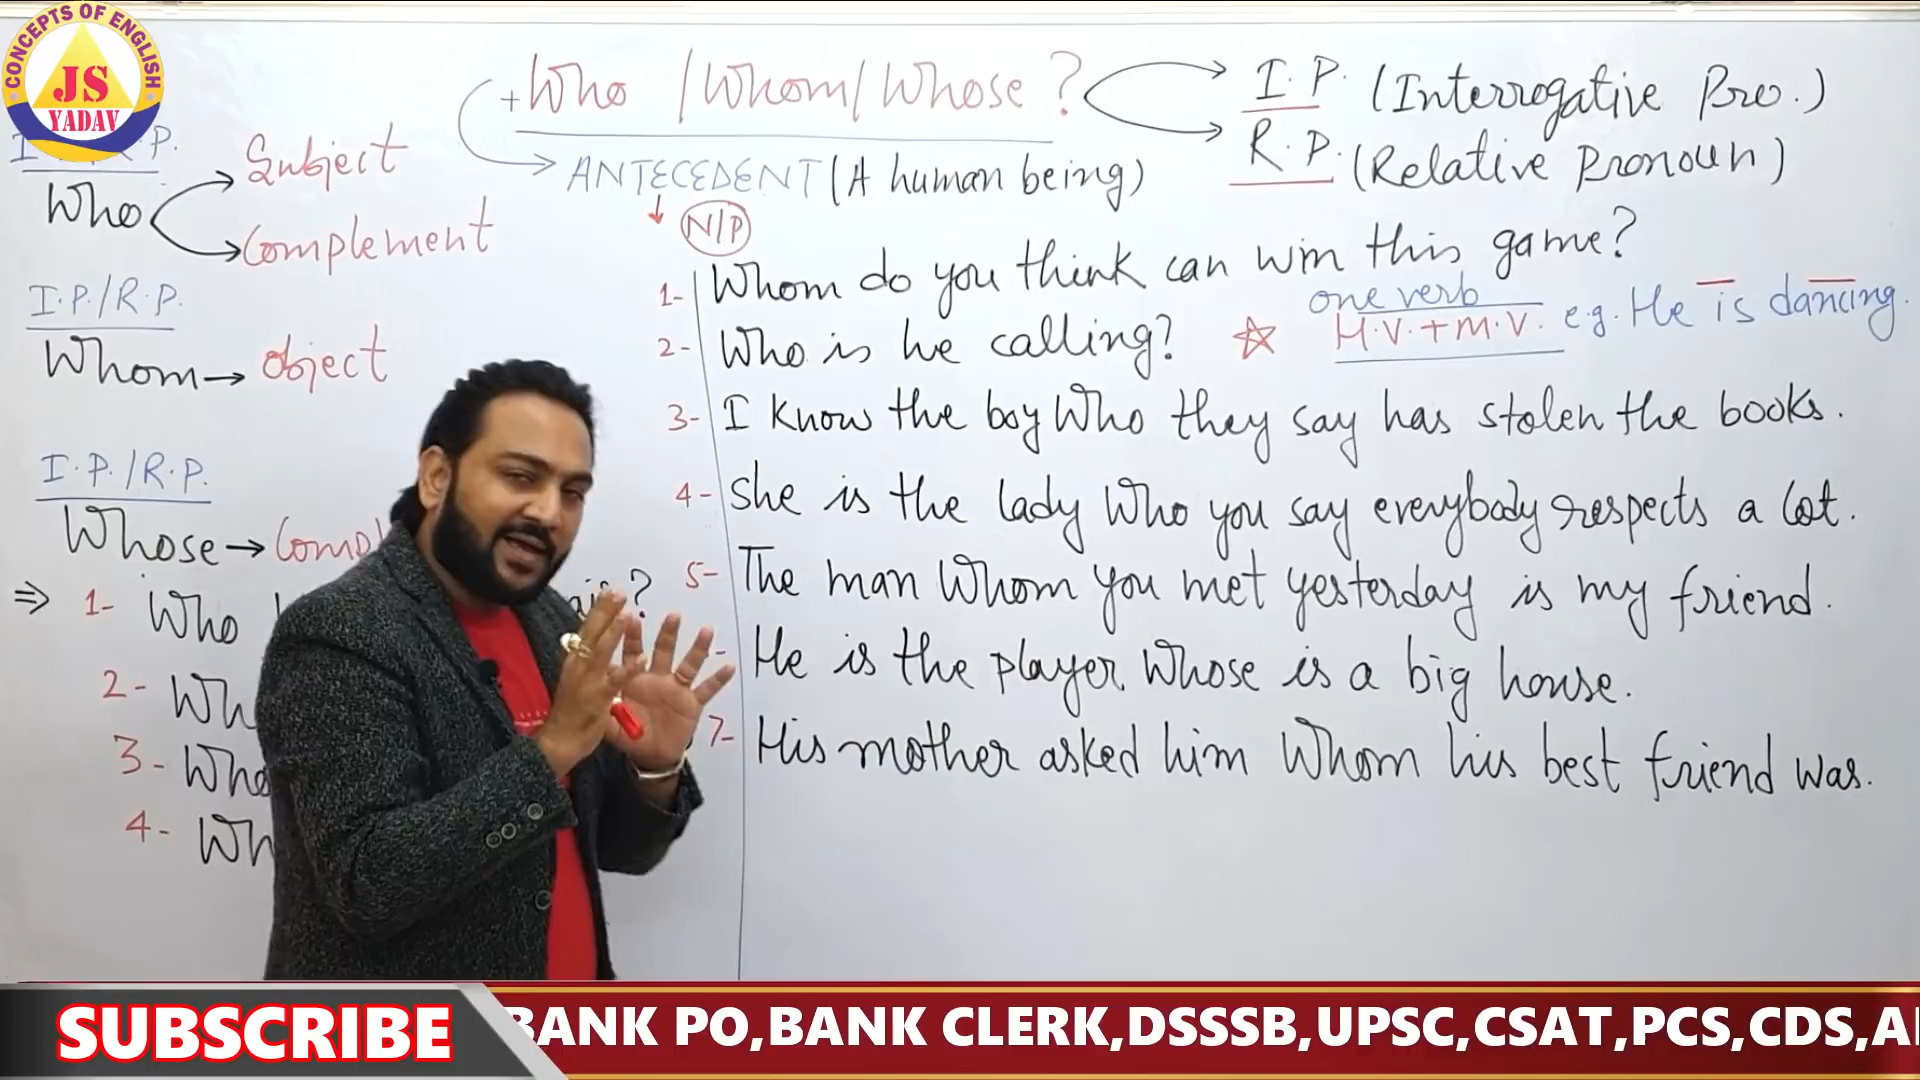 CONCEPTS OF ENGLISH
JS
YADAV
+Who / Whom / Whose ?
I. P. (Interrogative Pro.)
R. P. (Relative Pronoun)
ANTECEDENT (A human being)
N/P
Who
Subject
Complement
I.P./R.P.
Whom → object
I.P./R.P.
Whose →
⇒ 1- Who
2-
3-
4-
1- Whom do you think can win this game?
2- Who is he calling?
one verb
H.V.+M.V. e.g. He is dancing.
3- I know the boy who they say has stolen the books.
4- She is the lady who you say everybody respects a lot.
5- The man whom you met yesterday is my friend.
- He is the player whose is a big house.
7- His mother asked him whom his best friend was.
SUBSCRIBE
BANK PO,BANK CLERK,DSSSB,UPSC,CSAT,PCS,CDS,A